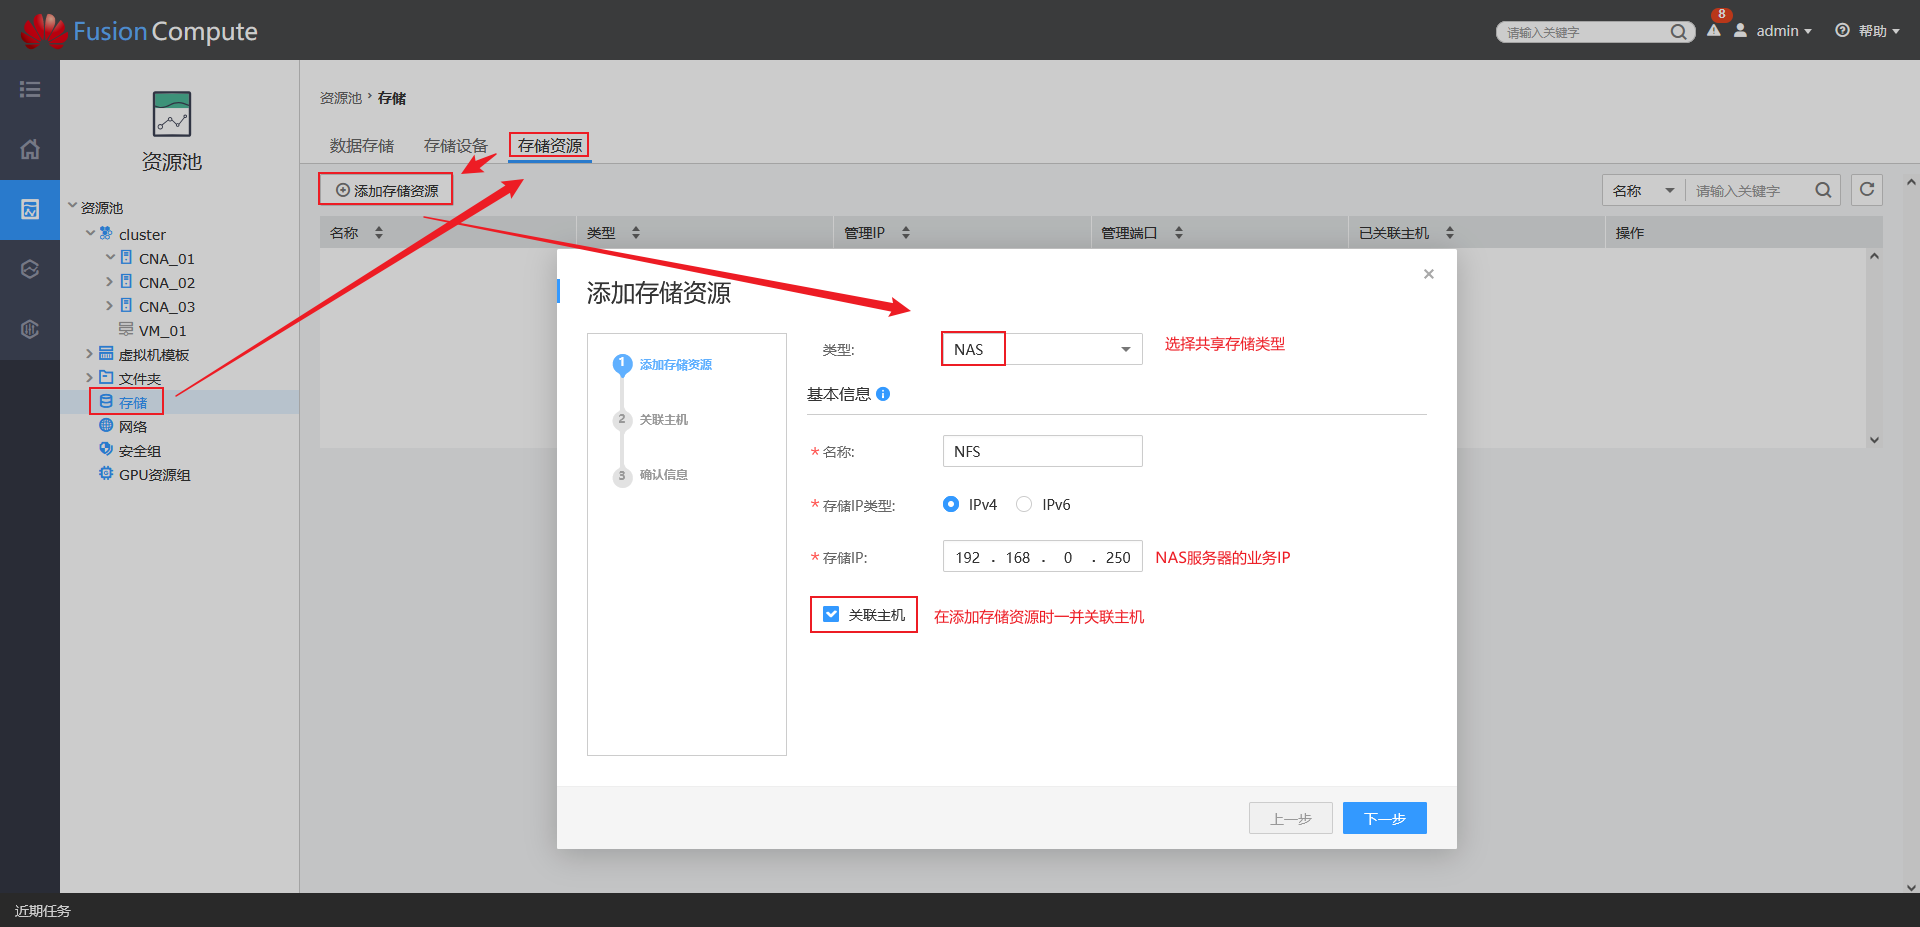 FusionCompute
请输入关键字
8
admin
帮助
资源池
资源池
cluster
CNA_01
CNA_02
CNA_03
VM_01
虚拟机模板
文件夹
存储
网络
安全组
GPU资源组
资源池 › 存储
数据存储 存储设备 存储资源
添加存储资源
名称 请输入关键字
名称 类型 管理IP 管理端口 已关联主机 操作
添加存储资源
1 添加存储资源
2 关联主机
3 确认信息
类型: NAS 选择共享存储类型
基本信息
* 名称: NFS
* 存储IP类型: IPv4 IPv6
* 存储IP: 192 . 168 . 0 . 250 NAS服务器的业务IP
关联主机 在添加存储资源时一并关联主机
上一步 下一步
近期任务